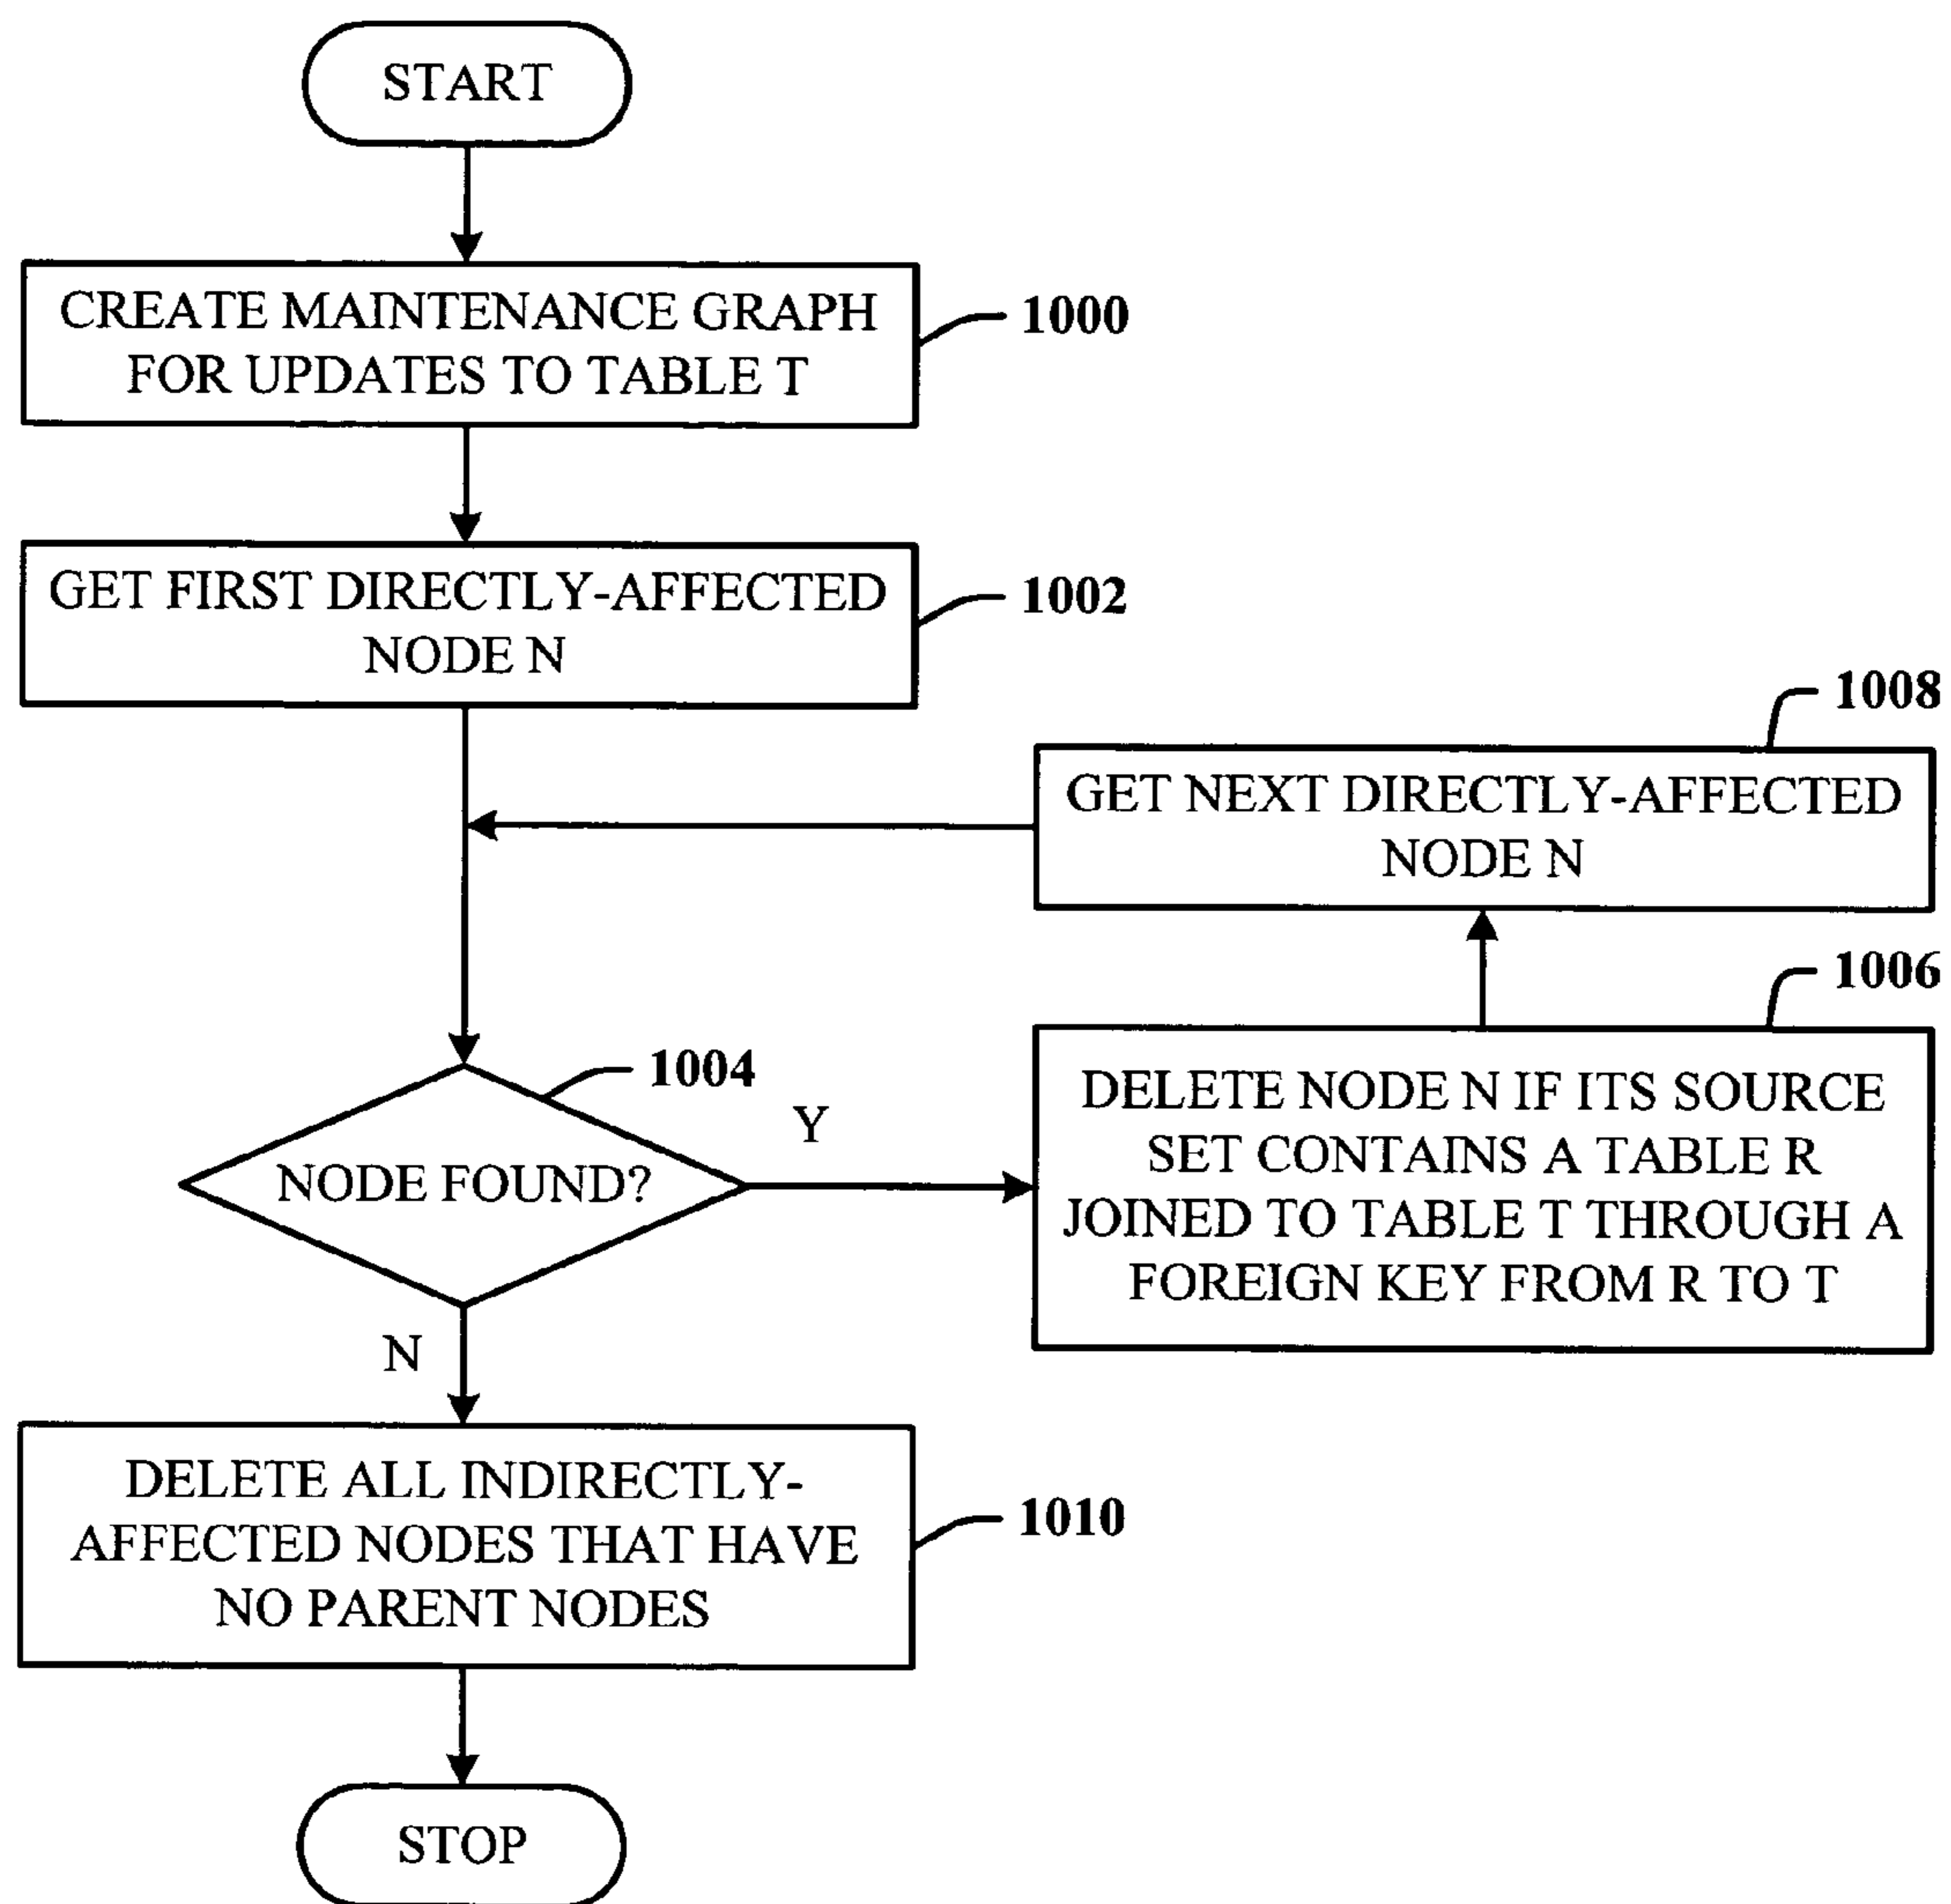 START
CREATE MAINTENANCE GRAPH
FOR UPDATES TO TABLE T
1000
GET FIRST DIRECTLY-AFFECTED
NODE N
1002
1008
GET NEXT DIRECTLY-AFFECTED
NODE N
1006
DELETE NODE N IF ITS SOURCE
SET CONTAINS A TABLE R
JOINED TO TABLE T THROUGH A
FOREIGN KEY FROM R TO T
1004
Y
NODE FOUND?
N
DELETE ALL INDIRECTLY-
AFFECTED NODES THAT HAVE
NO PARENT NODES
1010
STOP